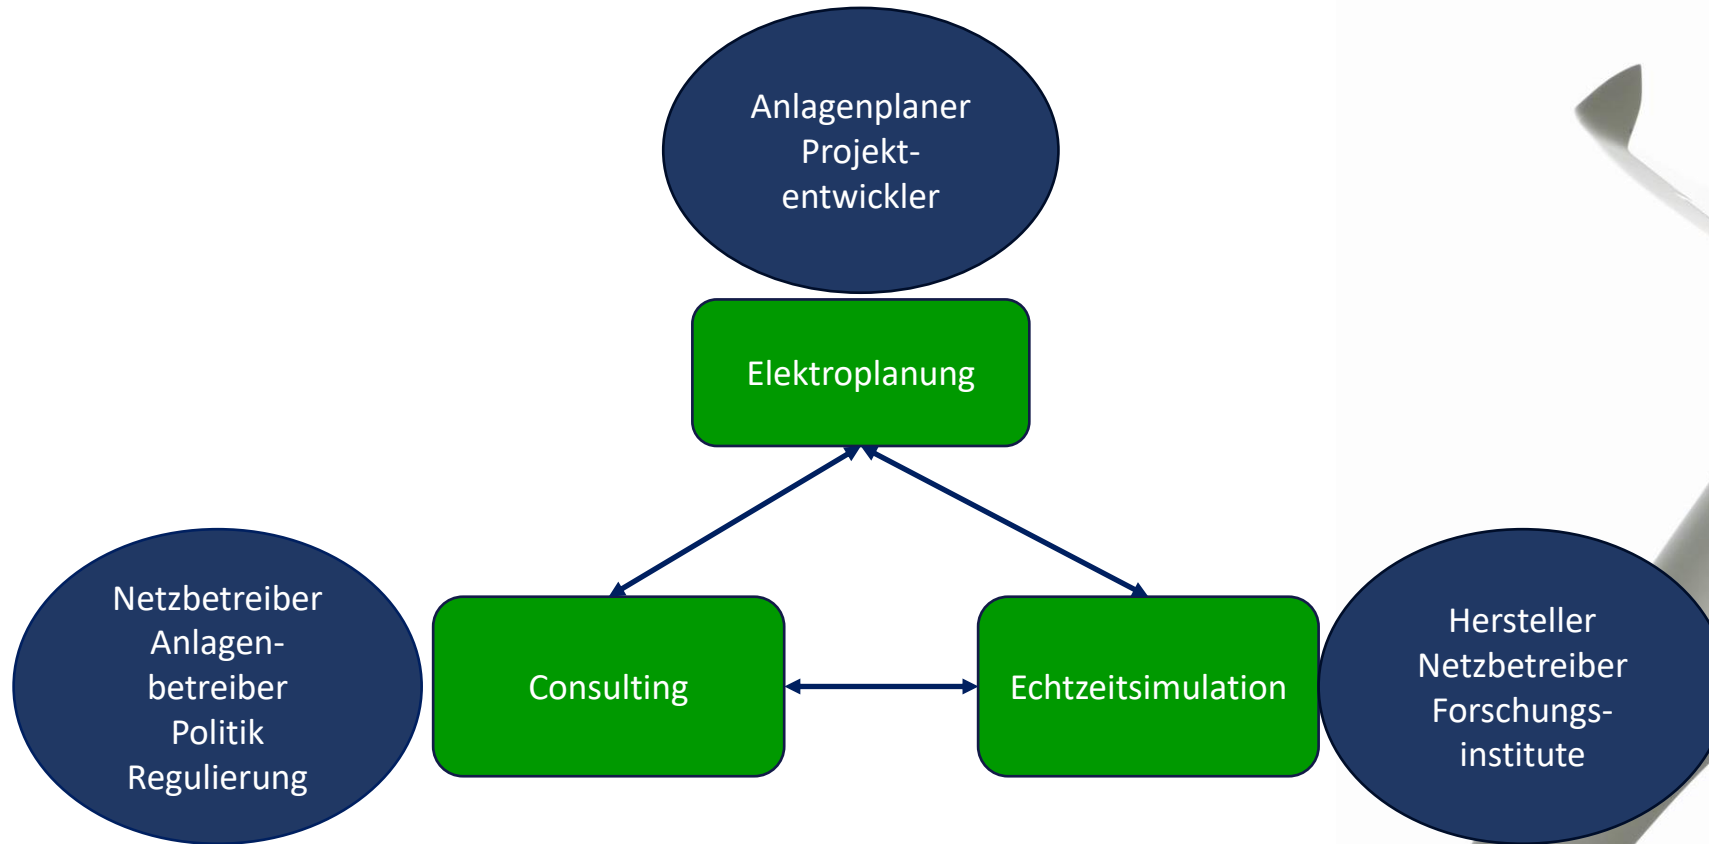 Anlagenplaner
Projekt-
entwickler
Elektroplanung
Netzbetreiber
Anlagen-
betreiber
Politik
Regulierung
Consulting
Echtzeitsimulation
Hersteller
Netzbetreiber
Forschungs-
institute